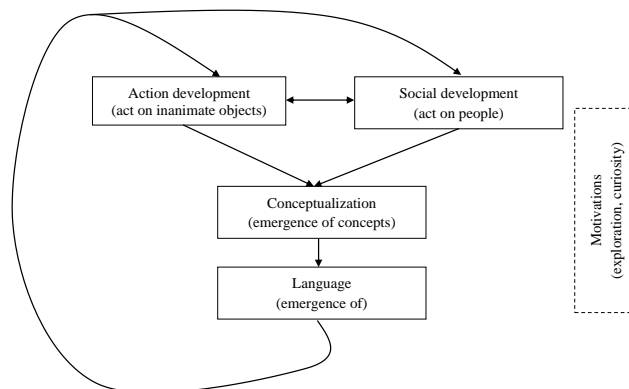 Action development
(act on inanimate objects)
Social development
(act on people)
Conceptualization
(emergence of concepts)
Language
(emergence of)
Motivations
(exploration, curiosity)